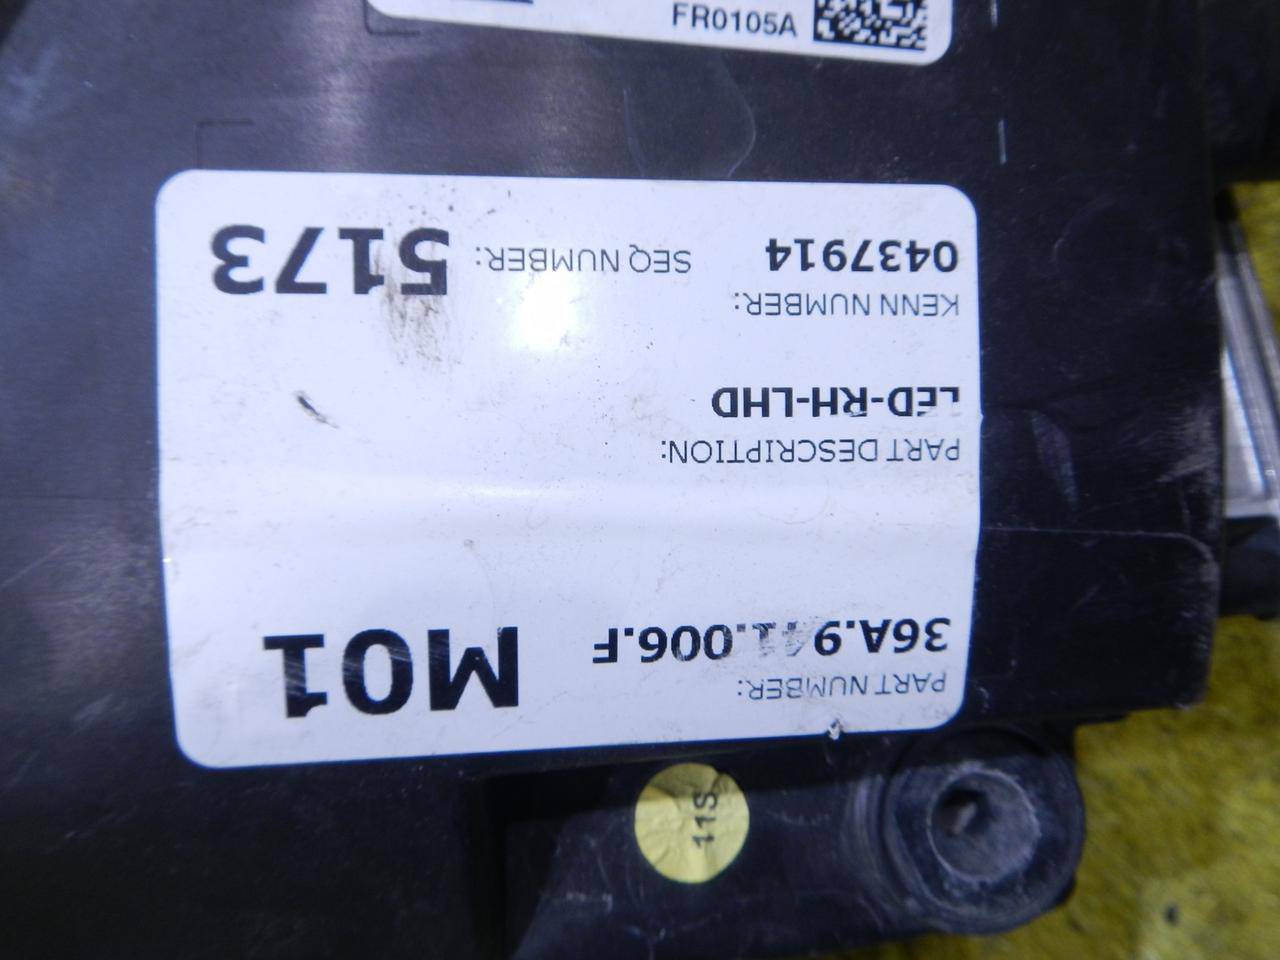 FR0105A
PART NUMBER:
36A.941.006.F M01
PART DESCRIPTION:
LED-RH-LHD
KENN NUMBER:
0437914 SEQ NUMBER: 5173
11S